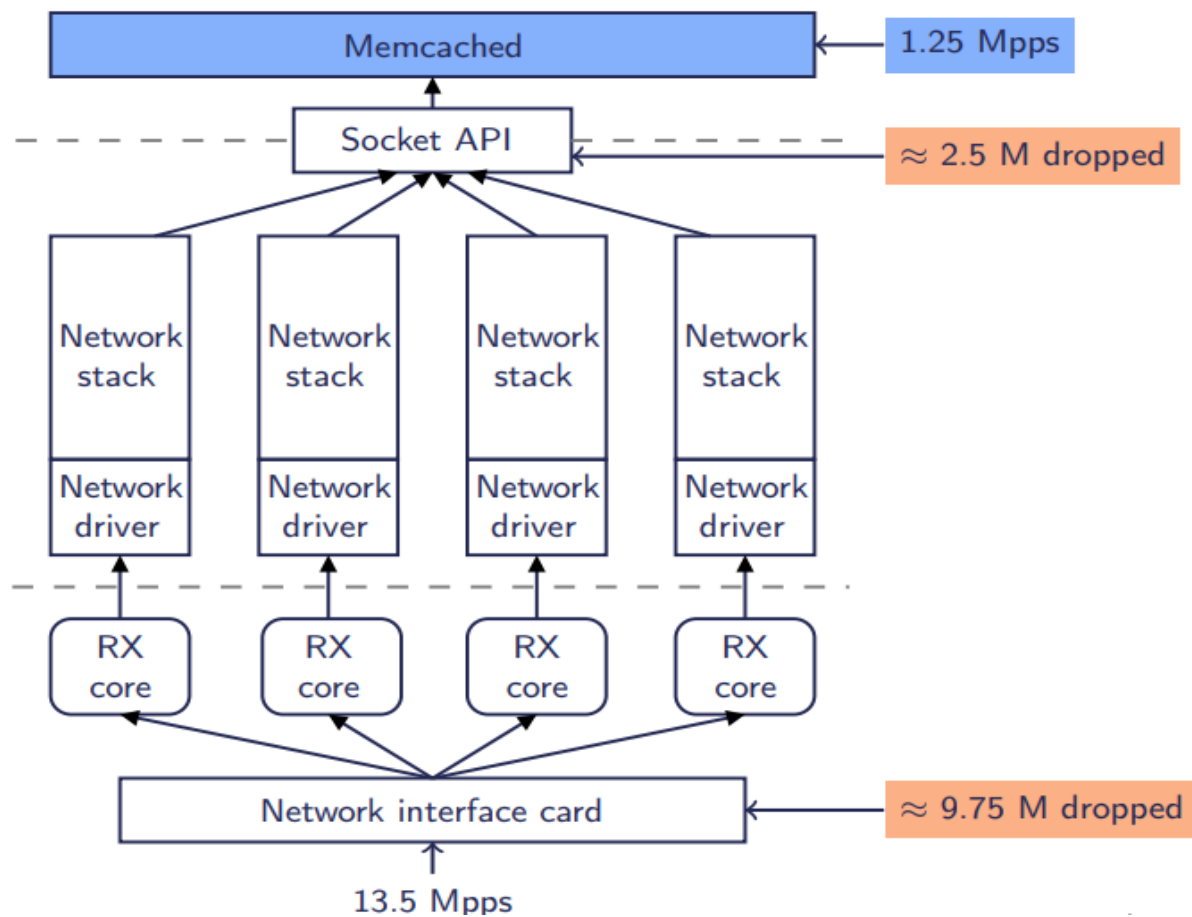 Memcached
1.25 Mpps
Socket API
≈ 2.5 M dropped
Network
stack
Network
stack
Network
stack
Network
stack
Network
driver
Network
driver
Network
driver
Network
driver
RX
core
RX
core
RX
core
RX
core
Network interface card
≈ 9.75 M dropped
13.5 Mpps